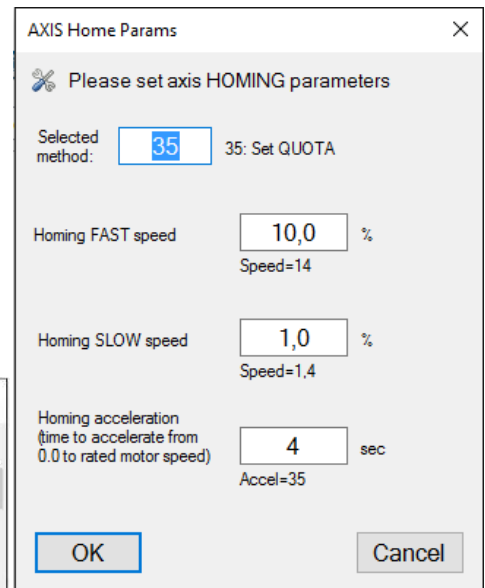 AXIS Home Params
Please set axis HOMING parameters
Selected
method:
35
35: Set QUOTA
Homing FAST speed
10,0
%
Speed=14
Homing SLOW speed
1,0
%
Speed=1,4
Homing acceleration
(time to accelerate from
0.0 to rated motor speed)
4
sec
Accel=35
OK
Cancel